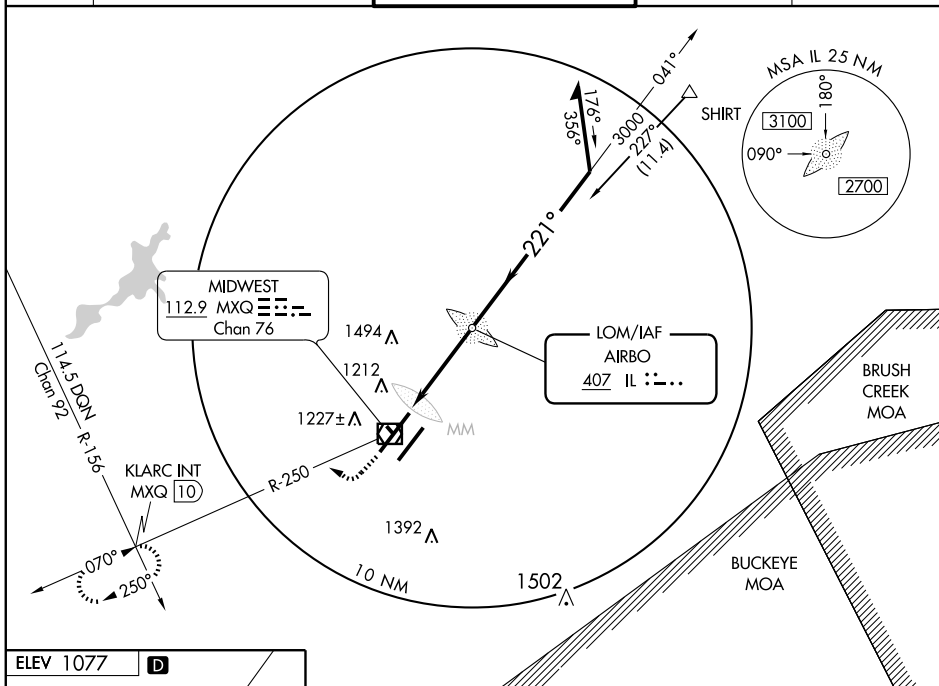 MSA IL 25 NM
180°
3100
090°
2700
041°
SHIRT
176°
356°
3000
227°
(11.4)
221°
MIDWEST
112.9 MXQ
Chan 76
1494
1212
1227±
MM
LOM/IAF
AIRBO
407 IL
BRUSH
CREEK
MOA
114.5 DQN
Chan 92
R-156
KLARC INT
MXQ 10
R-250
070°
250°
1392
10 NM
1502
BUCKEYE
MOA
ELEV 1077 D